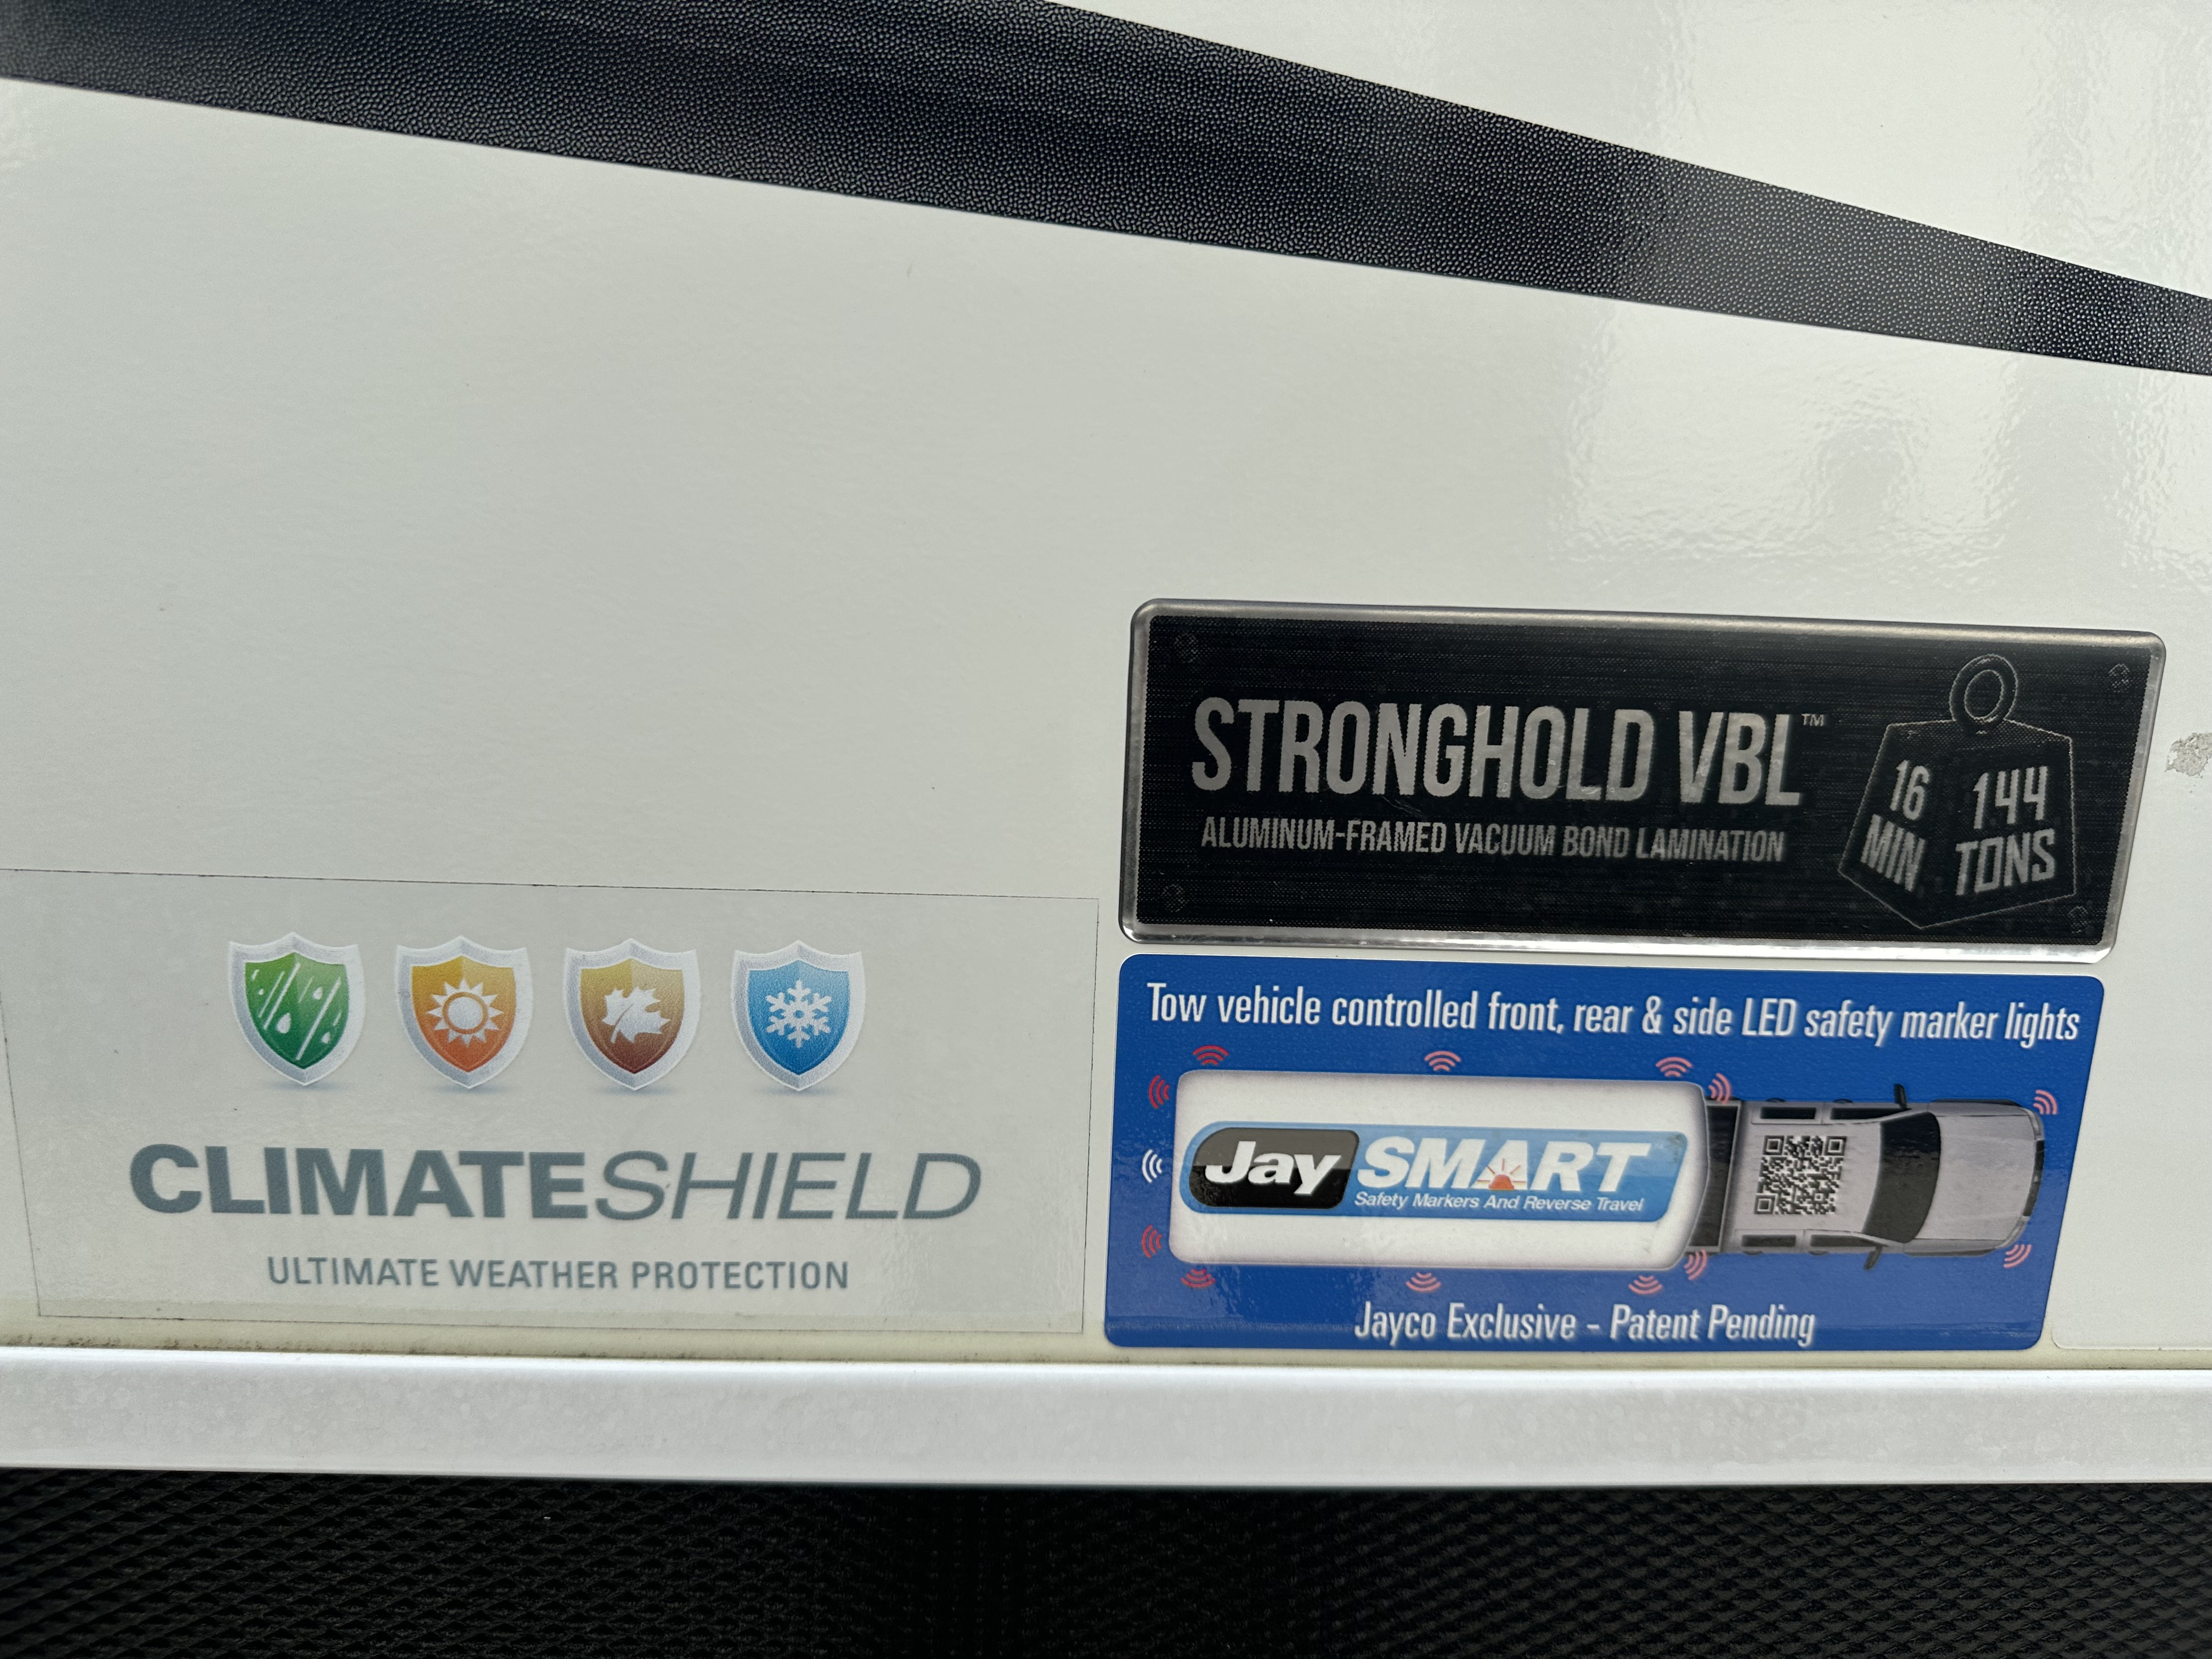 STRONGHOLD VBL™
ALUMINUM-FRAMED VACUUM BOND LAMINATION
16 MIN
144 TONS
CLIMATESHIELD
ULTIMATE WEATHER PROTECTION
Tow vehicle controlled front, rear & side LED safety marker lights
Jay SMART
Safety Markers And Reverse Travel
Jayco Exclusive - Patent Pending